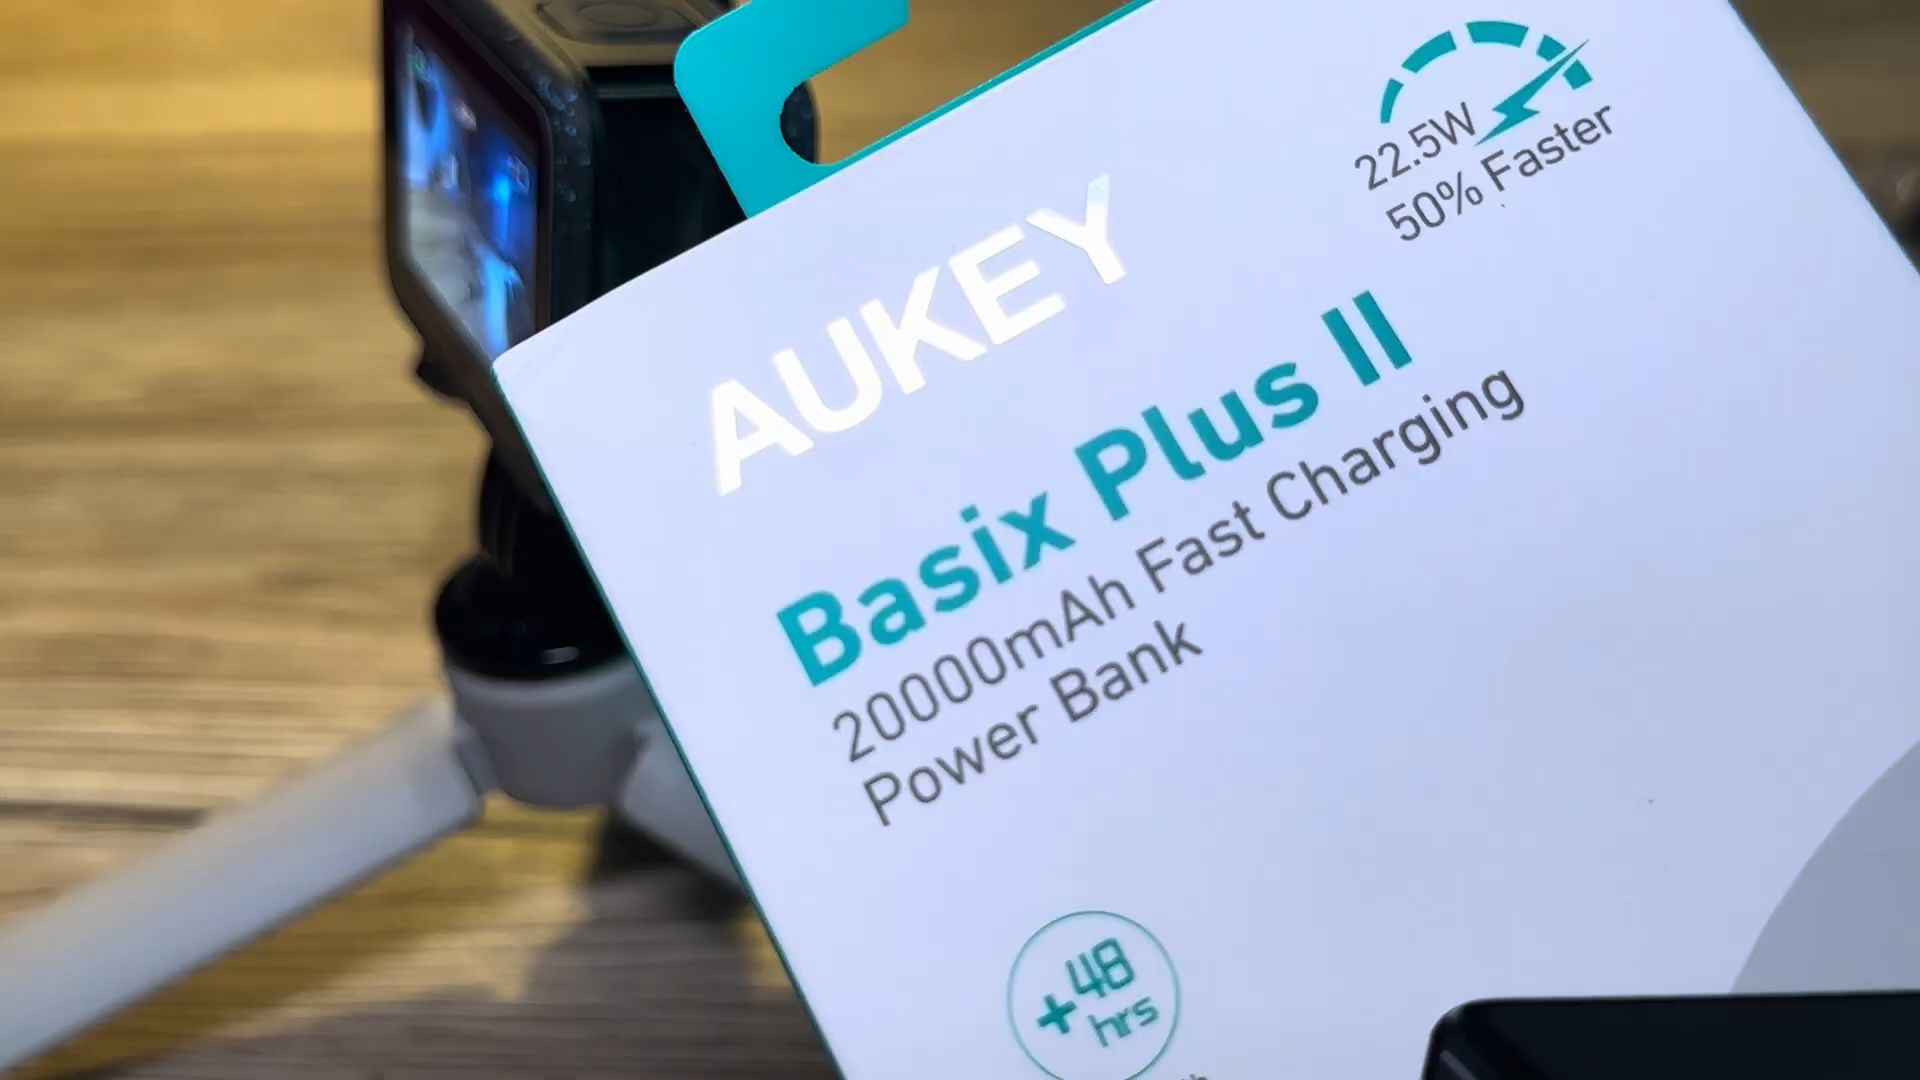 22.5W
50% Faster
AUKEY
Basix Plus II
20000mAh Fast Charging
Power Bank
+48
hrs